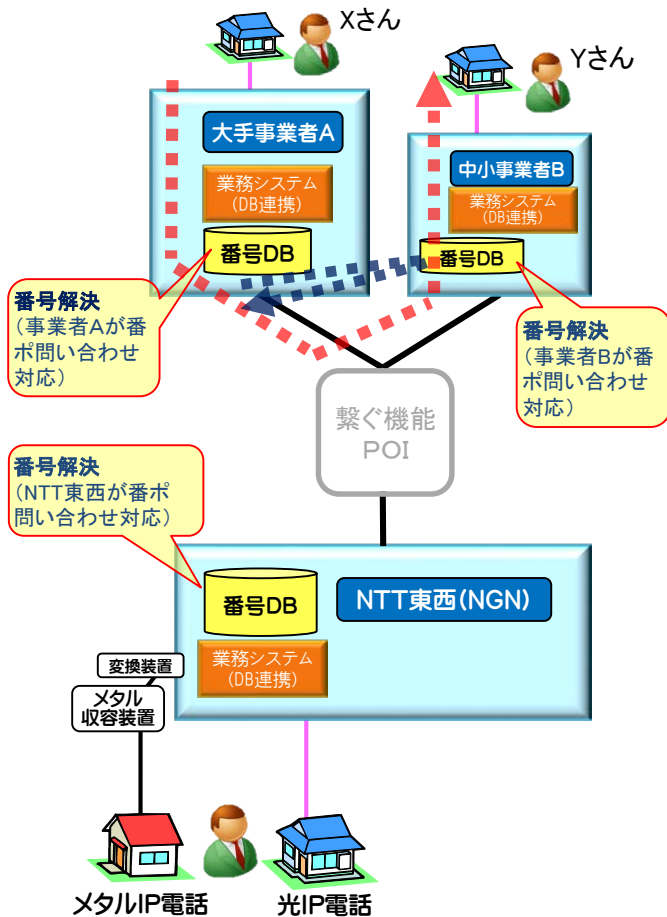 Xさん
Yさん
大手事業者A
業務システム
(DB連携)
番号DB
中小事業者B
業務システム
(DB連携)
番号DB
番号解決
(事業者Aが番
ポ問い合わせ
対応)
番号解決
(事業者Bが番
ポ問い合わせ
対応)
繋ぐ機能
POI
番号解決
(NTT東西が番ポ
問い合わせ対応)
番号DB
NTT東西(NGN)
業務システム
(DB連携)
変換装置
メタル
収容装置
メタルIP電話
光IP電話